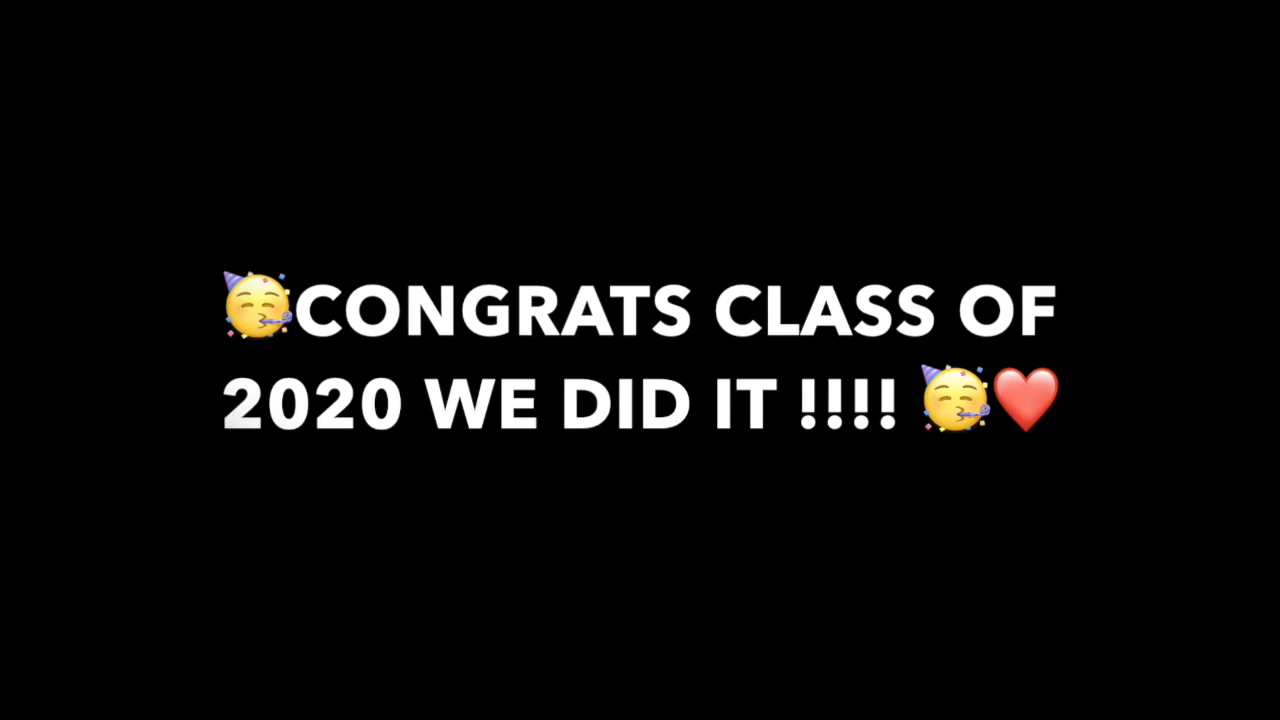 🥳CONGRATS CLASS OF
2020 WE DID IT !!!! 🥳❤️